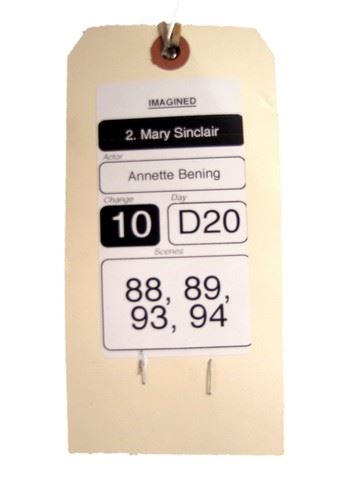 IMAGINED
2. Mary Sinclair
Actor
Annette Bening
Change Day
10 D20
Scenes
88, 89,
93, 94